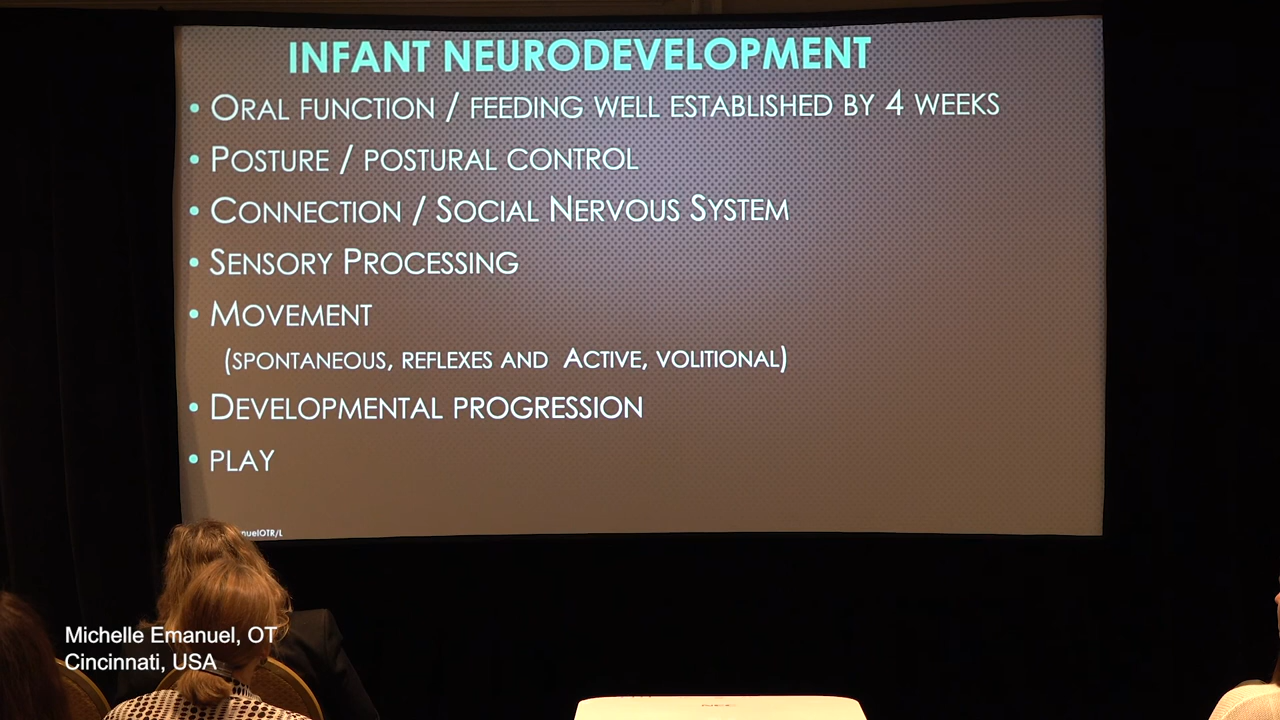 INFANT NEURODEVELOPMENT
• ORAL FUNCTION / FEEDING WELL ESTABLISHED BY 4 WEEKS
• POSTURE / POSTURAL CONTROL
• CONNECTION / SOCIAL NERVOUS SYSTEM
• SENSORY PROCESSING
• MOVEMENT
(SPONTANEOUS, REFLEXES AND ACTIVE, VOLITIONAL)
• DEVELOPMENTAL PROGRESSION
• PLAY
Michelle Emanuel, OT
Cincinnati, USA